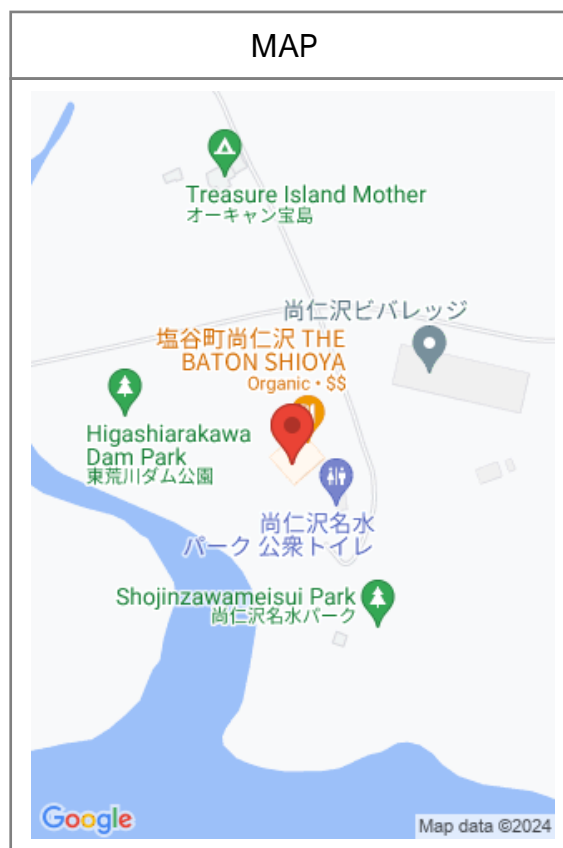 MAP
Treasure Island Mother
オーキャン宝島
尚仁沢ビバレッジ
塩谷町尚仁沢 THE
BATON SHIOYA
Organic • $$
Higashiarakawa
Dam Park
東荒川ダム公園
尚仁沢名水
パーク 公衆トイレ
Shojinzawameisui Park
尚仁沢名水パーク
Google
Map data ©2024